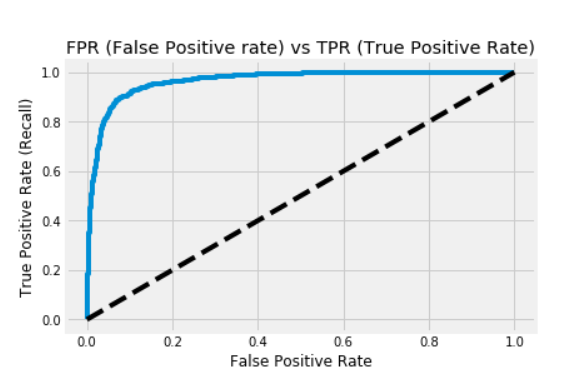 FPR (False Positive rate) vs TPR (True Positive Rate)
1.0
0.8
0.6
0.4
0.2
0.0
True Positive Rate (Recall)
0.0 0.2 0.4 0.6 0.8 1.0
False Positive Rate